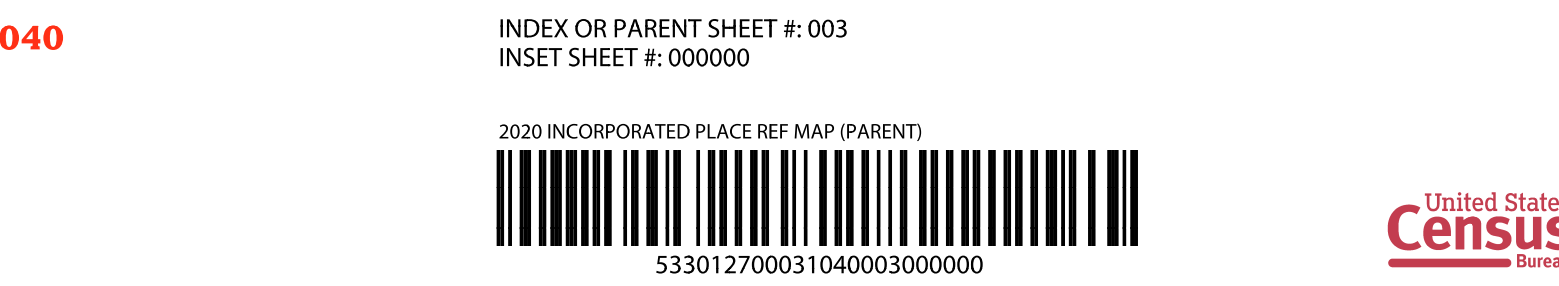 040
INDEX OR PARENT SHEET #: 003
INSET SHEET #: 000000
2020 INCORPORATED PLACE REF MAP (PARENT)
5330127000310400030000000
United State
Census
Burea